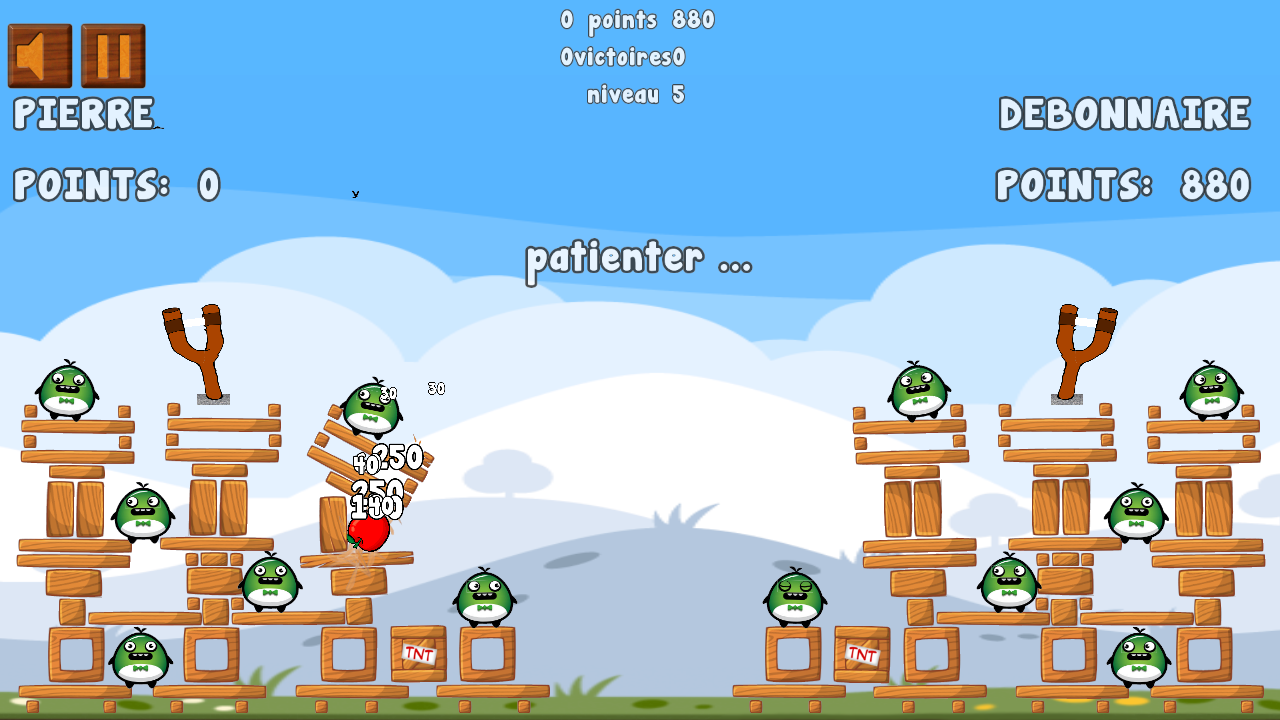 0 points 880
0victoires0
niveau 5
PIERRE
DEBONNAIRE
POINTS: 0
POINTS: 880
patienter ...
30
30
40
250
250
TNT
TNT